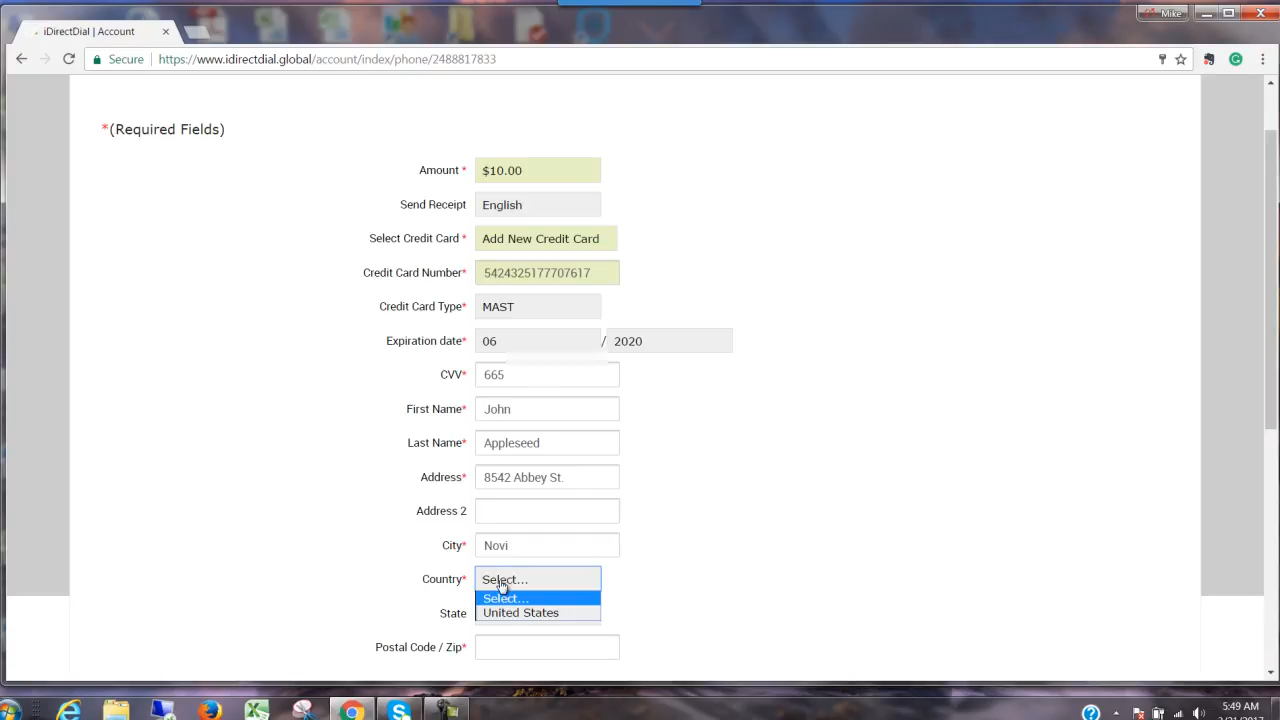 iDirectDial | Account
Mike
Secure
https://www.idirectdial.global/account/index/phone/2488817833
*(Required Fields)
Amount *
$10.00
Send Receipt
English
Select Credit Card *
Add New Credit Card
Credit Card Number*
5424325177707617
Credit Card Type*
MAST
Expiration date*
06
/
2020
CVV*
665
First Name*
John
Last Name*
Appleseed
Address*
8542 Abbey St.
Address 2
City*
Novi
Country*
Select...
Select...
United States
State
Postal Code / Zip*
5:49 AM